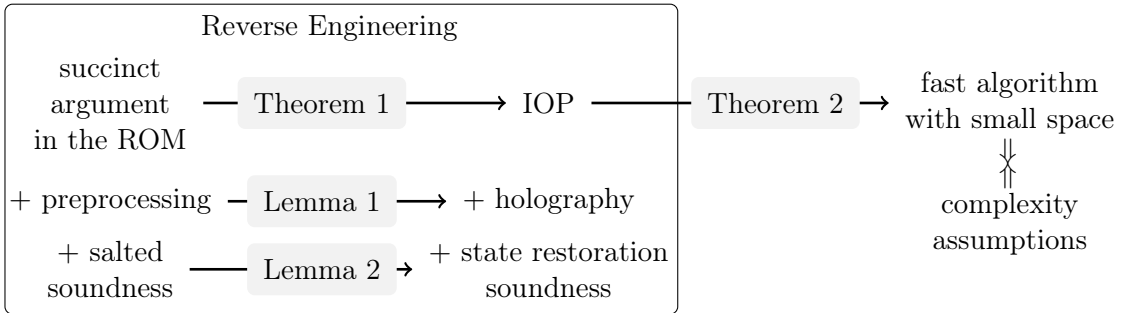 Reverse Engineering
succinct
argument
in the ROM
Theorem 1
IOP
Theorem 2
fast algorithm
with small space
+ preprocessing
Lemma 1
+ holography
complexity
assumptions
+ salted
soundness
Lemma 2
+ state restoration
soundness